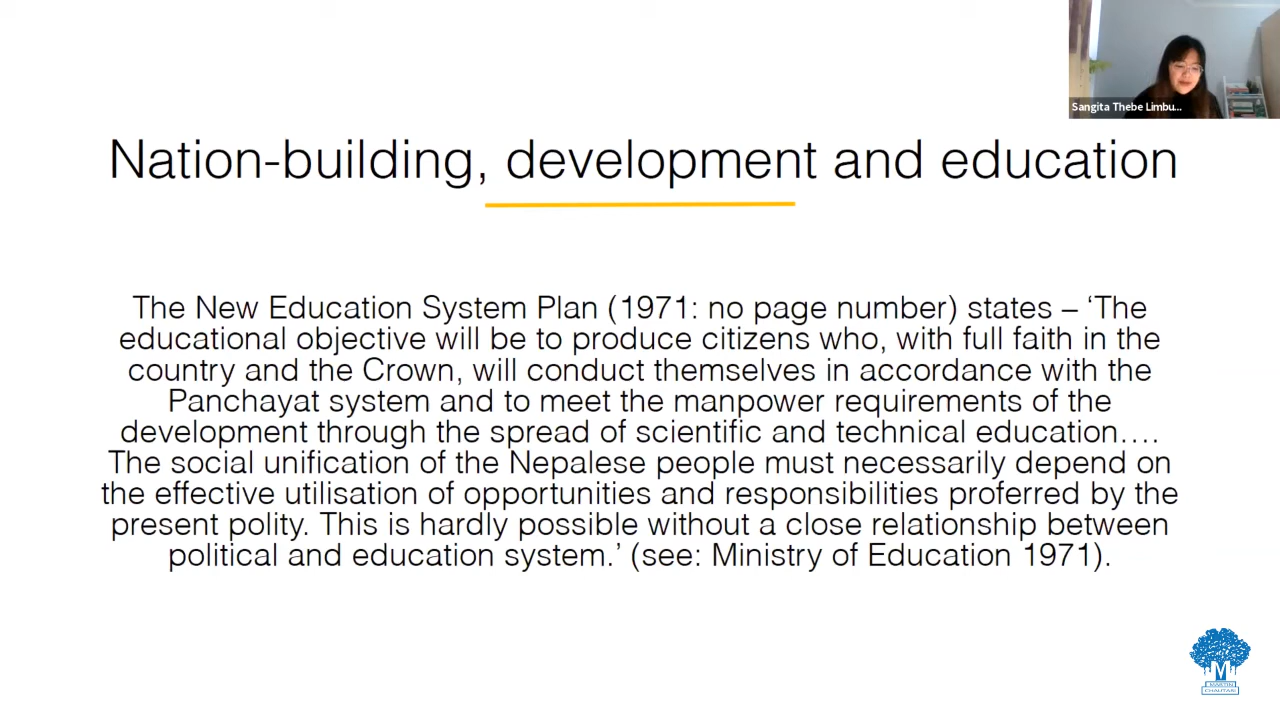 Sangita Thebe Limbu...
Nation-building, development and education
The New Education System Plan (1971: no page number) states – ‘The
educational objective will be to produce citizens who, with full faith in the
country and the Crown, will conduct themselves in accordance with the
Panchayat system and to meet the manpower requirements of the
development through the spread of scientific and technical education….
The social unification of the Nepalese people must necessarily depend on
the effective utilisation of opportunities and responsibilities proferred by the
present polity. This is hardly possible without a close relationship between
political and education system.’ (see: Ministry of Education 1971).
M
MARTIN
CHAUTARI